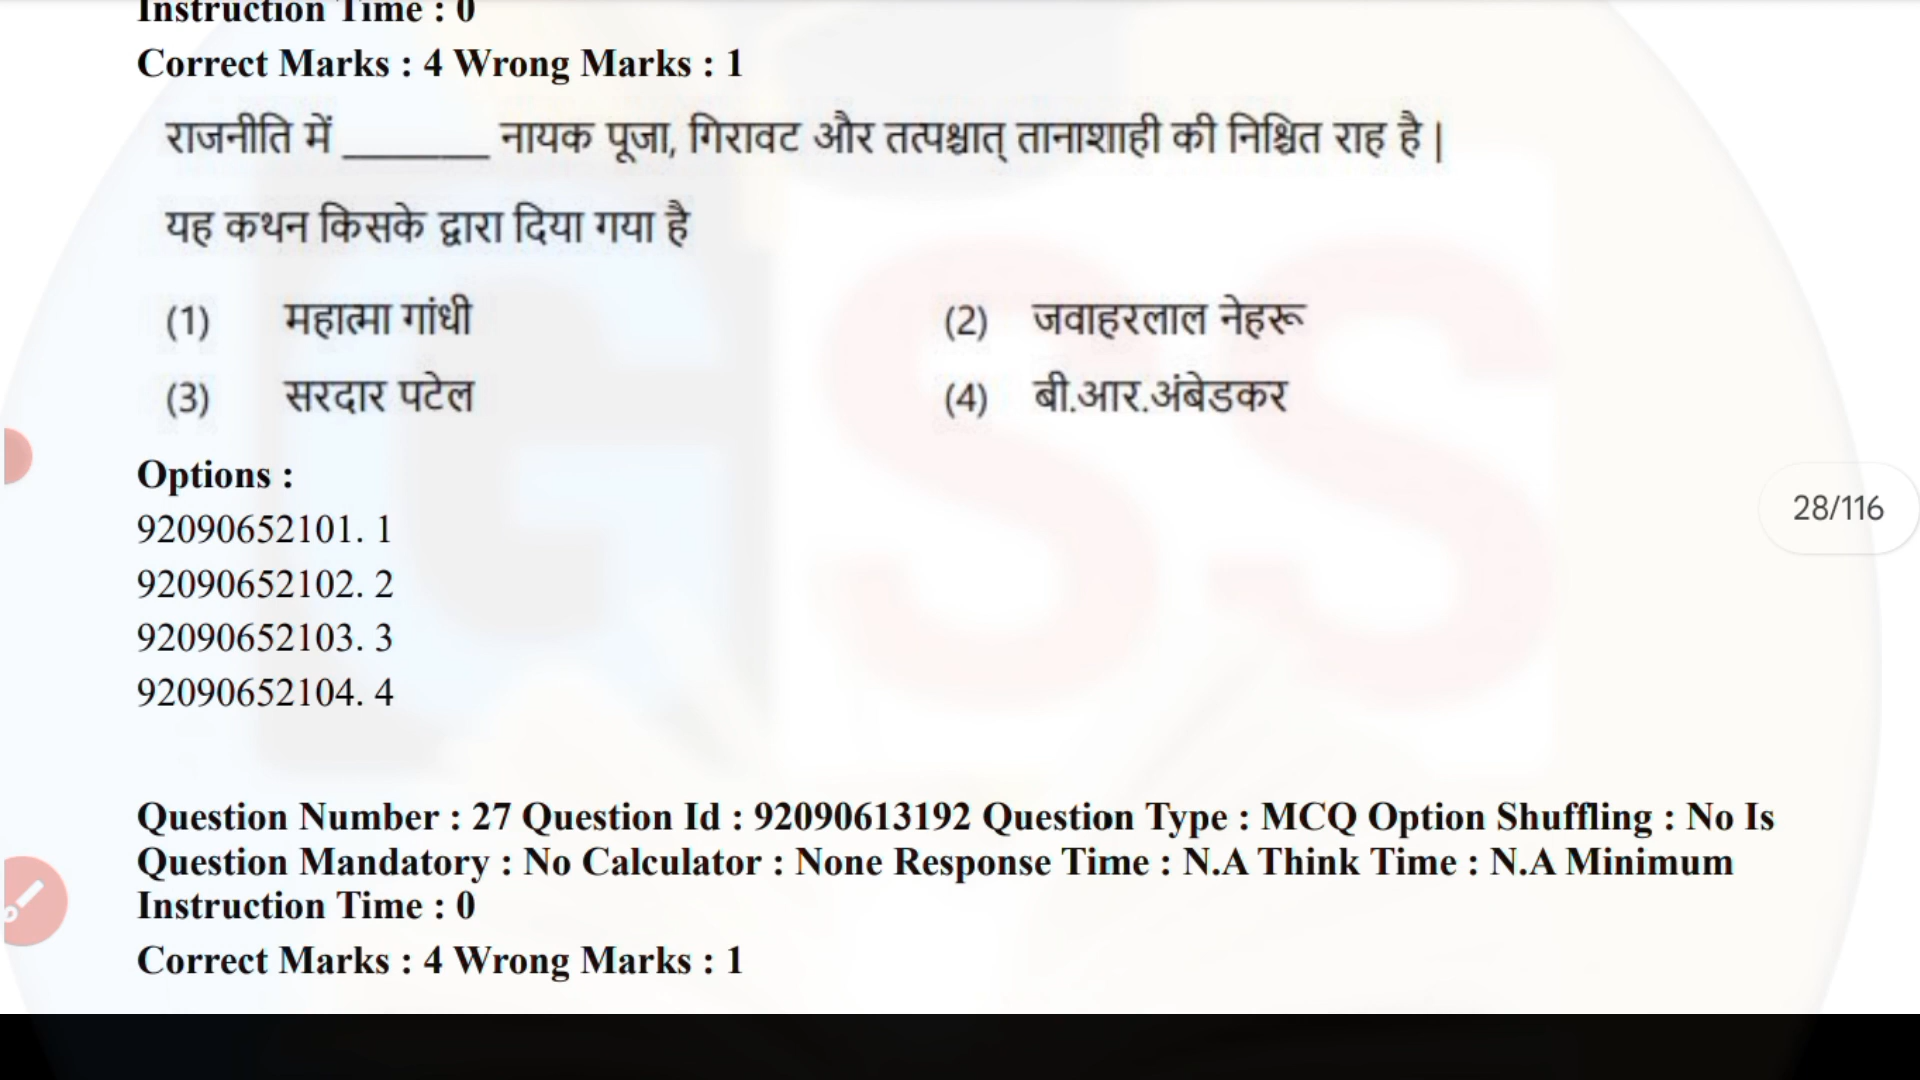 Instruction Time : 0
Correct Marks : 4 Wrong Marks : 1
राजनीति में ________ नायक पूजा, गिरावट और तत्पश्चात् तानाशाही की निश्चित राह है |
यह कथन किसके द्वारा दिया गया है
(1) महात्मा गांधी (2) जवाहरलाल नेहरू
(3) सरदार पटेल (4) बी.आर.अंबेडकर
Options :
92090652101. 1
92090652102. 2
92090652103. 3
92090652104. 4
28/116
Question Number : 27 Question Id : 92090613192 Question Type : MCQ Option Shuffling : No Is
Question Mandatory : No Calculator : None Response Time : N.A Think Time : N.A Minimum
Instruction Time : 0
Correct Marks : 4 Wrong Marks : 1
GSS